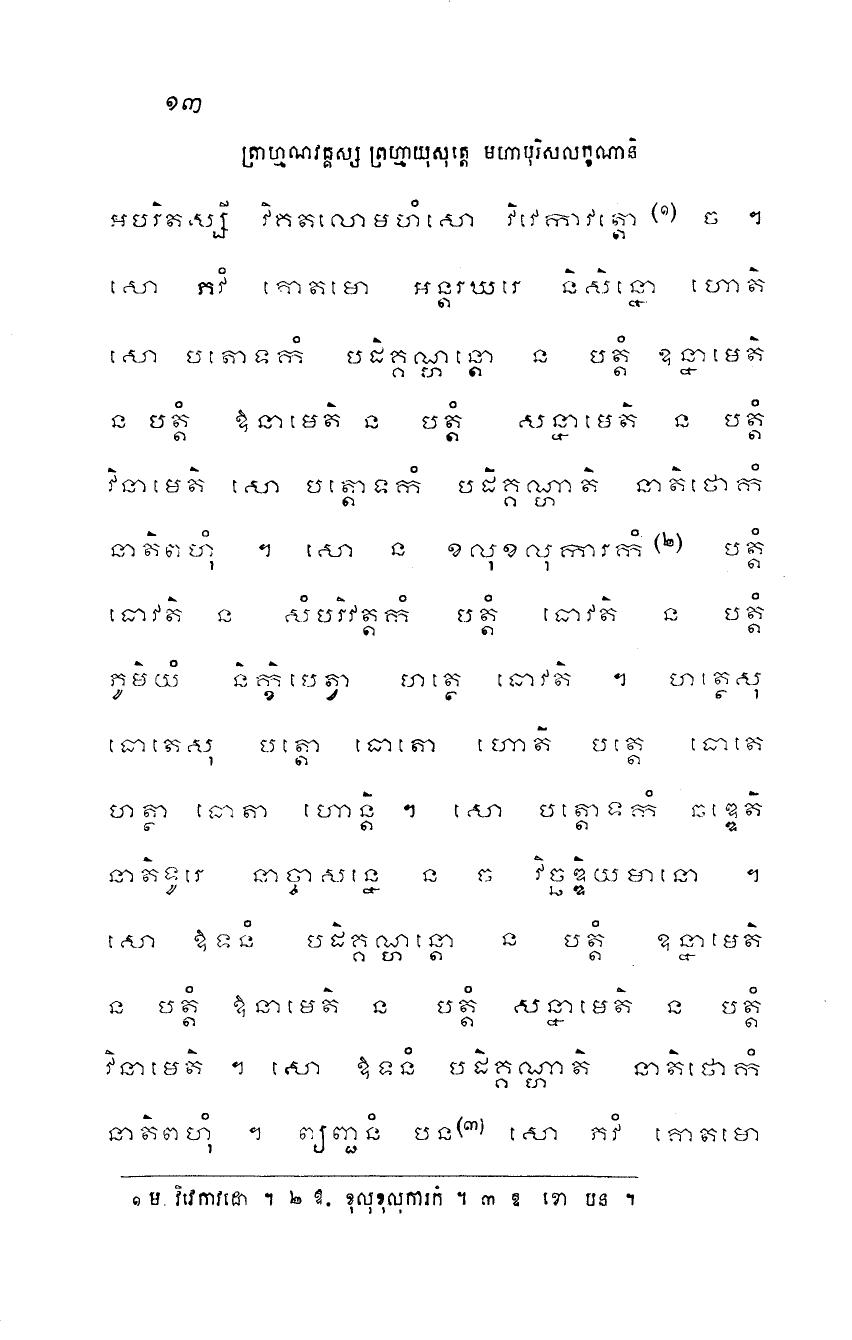 ១៣
ព្រាហ្មណវគ្គស្ស ព្រហ្មាយុសុត្តេ មហាបុរិសលក្ខណានិ
អបរិតស្សី វិកតលោមហំសោ វិវេកាវត្តោ (១) ច ។
សោ ភវំ គោតមោ អន្តរឃរេ និសិន្នោ ហោតិ
សោ បតោទកំ បដិគ្គណ្ហន្តោ ន បត្តំ ឧន្នាមេតិ
ន បត្តំ ឱនាមេតិ ន បត្តំ សន្នាមេតិ ន បត្តំ
វិនាមេតិ សោ បត្តោទកំ បដិគ្គណ្ហាតិ នាតិថោកំ
នាតិពហុំ ។ សោ ន ខលុខលុការកំ (២) បត្តំ
ធោវតិ ន សំបរិវត្តកំ បត្តំ ធោវតិ ន បត្តំ
ភូមិយំ និក្ខិបេត្វា ហត្ថេ ធោវតិ ។ ហត្ថេសុ
ធោតេសុ បត្តោ ធោតោ ហោតិ បត្តេ ធោតេ
ហត្ថា ធោតា ហោន្តិ ។ សោ បត្តោទកំ ឆឌ្ឌេតិ
នាតិទូរេ នាច្ចាសន្នេ ន ច វិច្ឆឌ្ឌិយមានោ ។
សោ ឱទនំ បដិគ្គណ្ហន្តោ ន បត្តំ ឧន្នាមេតិ
ន បត្តំ ឱនាមេតិ ន បត្តំ សន្នាមេតិ ន បត្តំ
វិនាមេតិ ។ សោ ឱទនំ បដិគ្គណ្ហាតិ នាតិថោកំ
នាតិពហុំ ។ ព្យញ្ជនំ បន(៣) សោ ភវំ គោតមោ
១ ម. វិវេកាវដោ ។ ២ ឱ. ខុលុខុលុការកំ ។ ៣ ឧ ខោ បន ។